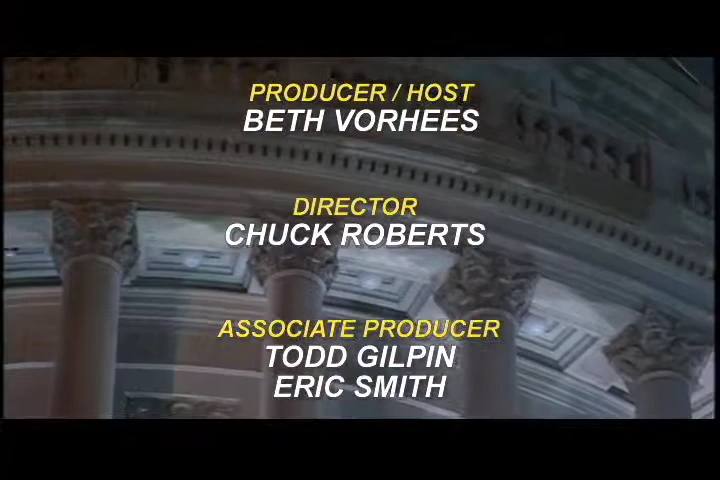 PRODUCER / HOST
BETH VORHEES
DIRECTOR
CHUCK ROBERTS
ASSOCIATE PRODUCER
TODD GILPIN
ERIC SMITH